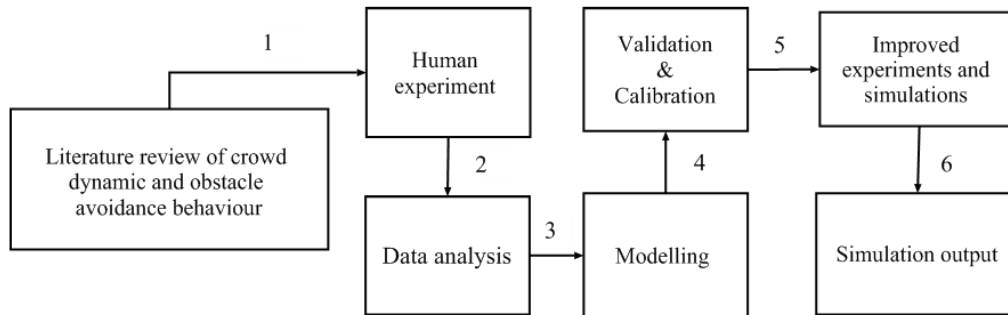 1
Human
experiment
Literature review of crowd
dynamic and obstacle
avoidance behaviour
2
Data analysis
3
Modelling
4
Validation
&
Calibration
5
Improved
experiments and
simulations
6
Simulation output